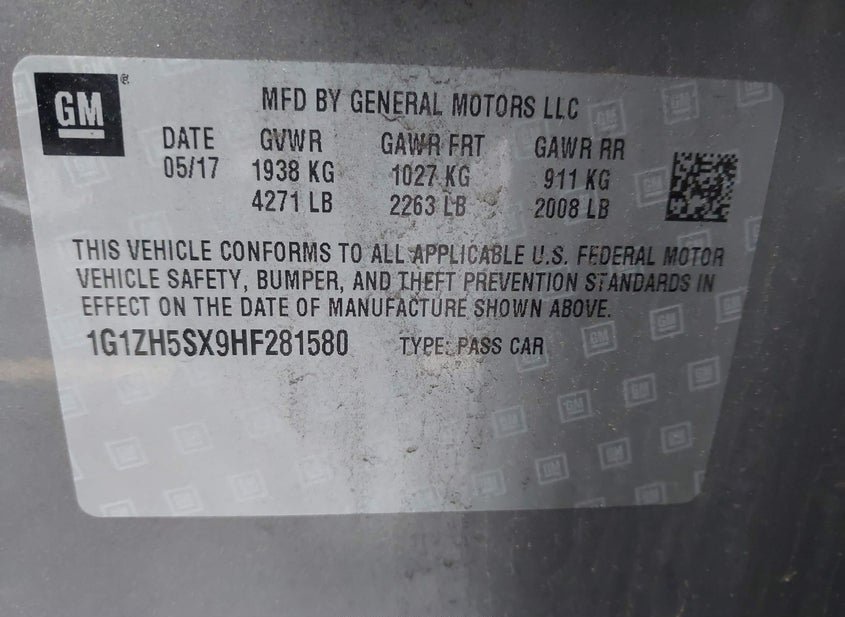 GM ®
MFD BY GENERAL MOTORS LLC
DATE GVWR GAWR FRT GAWR RR
05/17 1938 KG 1027 KG 911 KG
4271 LB 2263 LB 2008 LB
THIS VEHICLE CONFORMS TO ALL APPLICABLE U.S. FEDERAL MOTOR
VEHICLE SAFETY, BUMPER, AND THEFT PREVENTION STANDARDS IN
EFFECT ON THE DATE OF MANUFACTURE SHOWN ABOVE.
1G1ZH5SX9HF281580 TYPE: PASS CAR